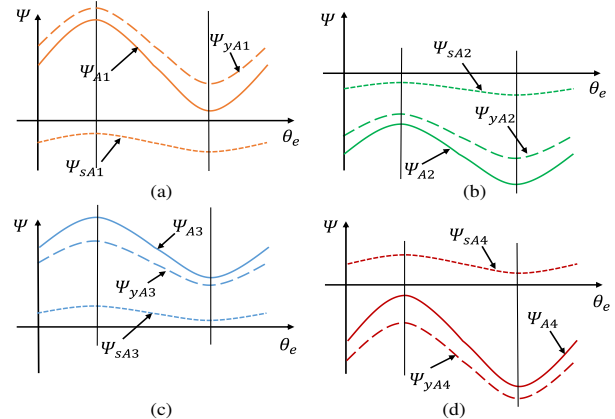 Ψ
Ψ_yA1
Ψ_A1
θ_e
Ψ_sA1
(a)
Ψ
Ψ_sA2
θ_e
Ψ_yA2
Ψ_A2
(b)
Ψ
Ψ_A3
Ψ_yA3
θ_e
Ψ_sA3
(c)
Ψ
Ψ_sA4
θ_e
Ψ_A4
Ψ_yA4
(d)